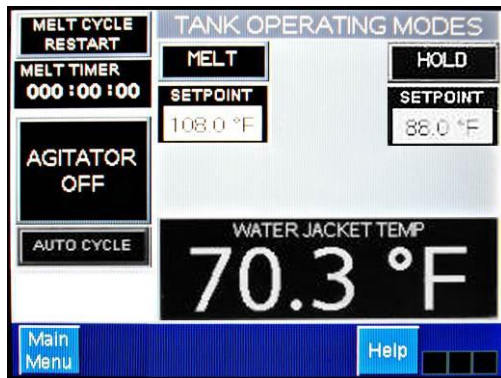 MELT CYCLE
RESTART
MELT TIMER
000:00:00
AGITATOR
OFF
AUTO CYCLE
TANK OPERATING MODES
MELT
SETPOINT
108.0 °F
HOLD
SETPOINT
88.0 °F
WATER JACKET TEMP
70.3 °F
Main
Menu
Help